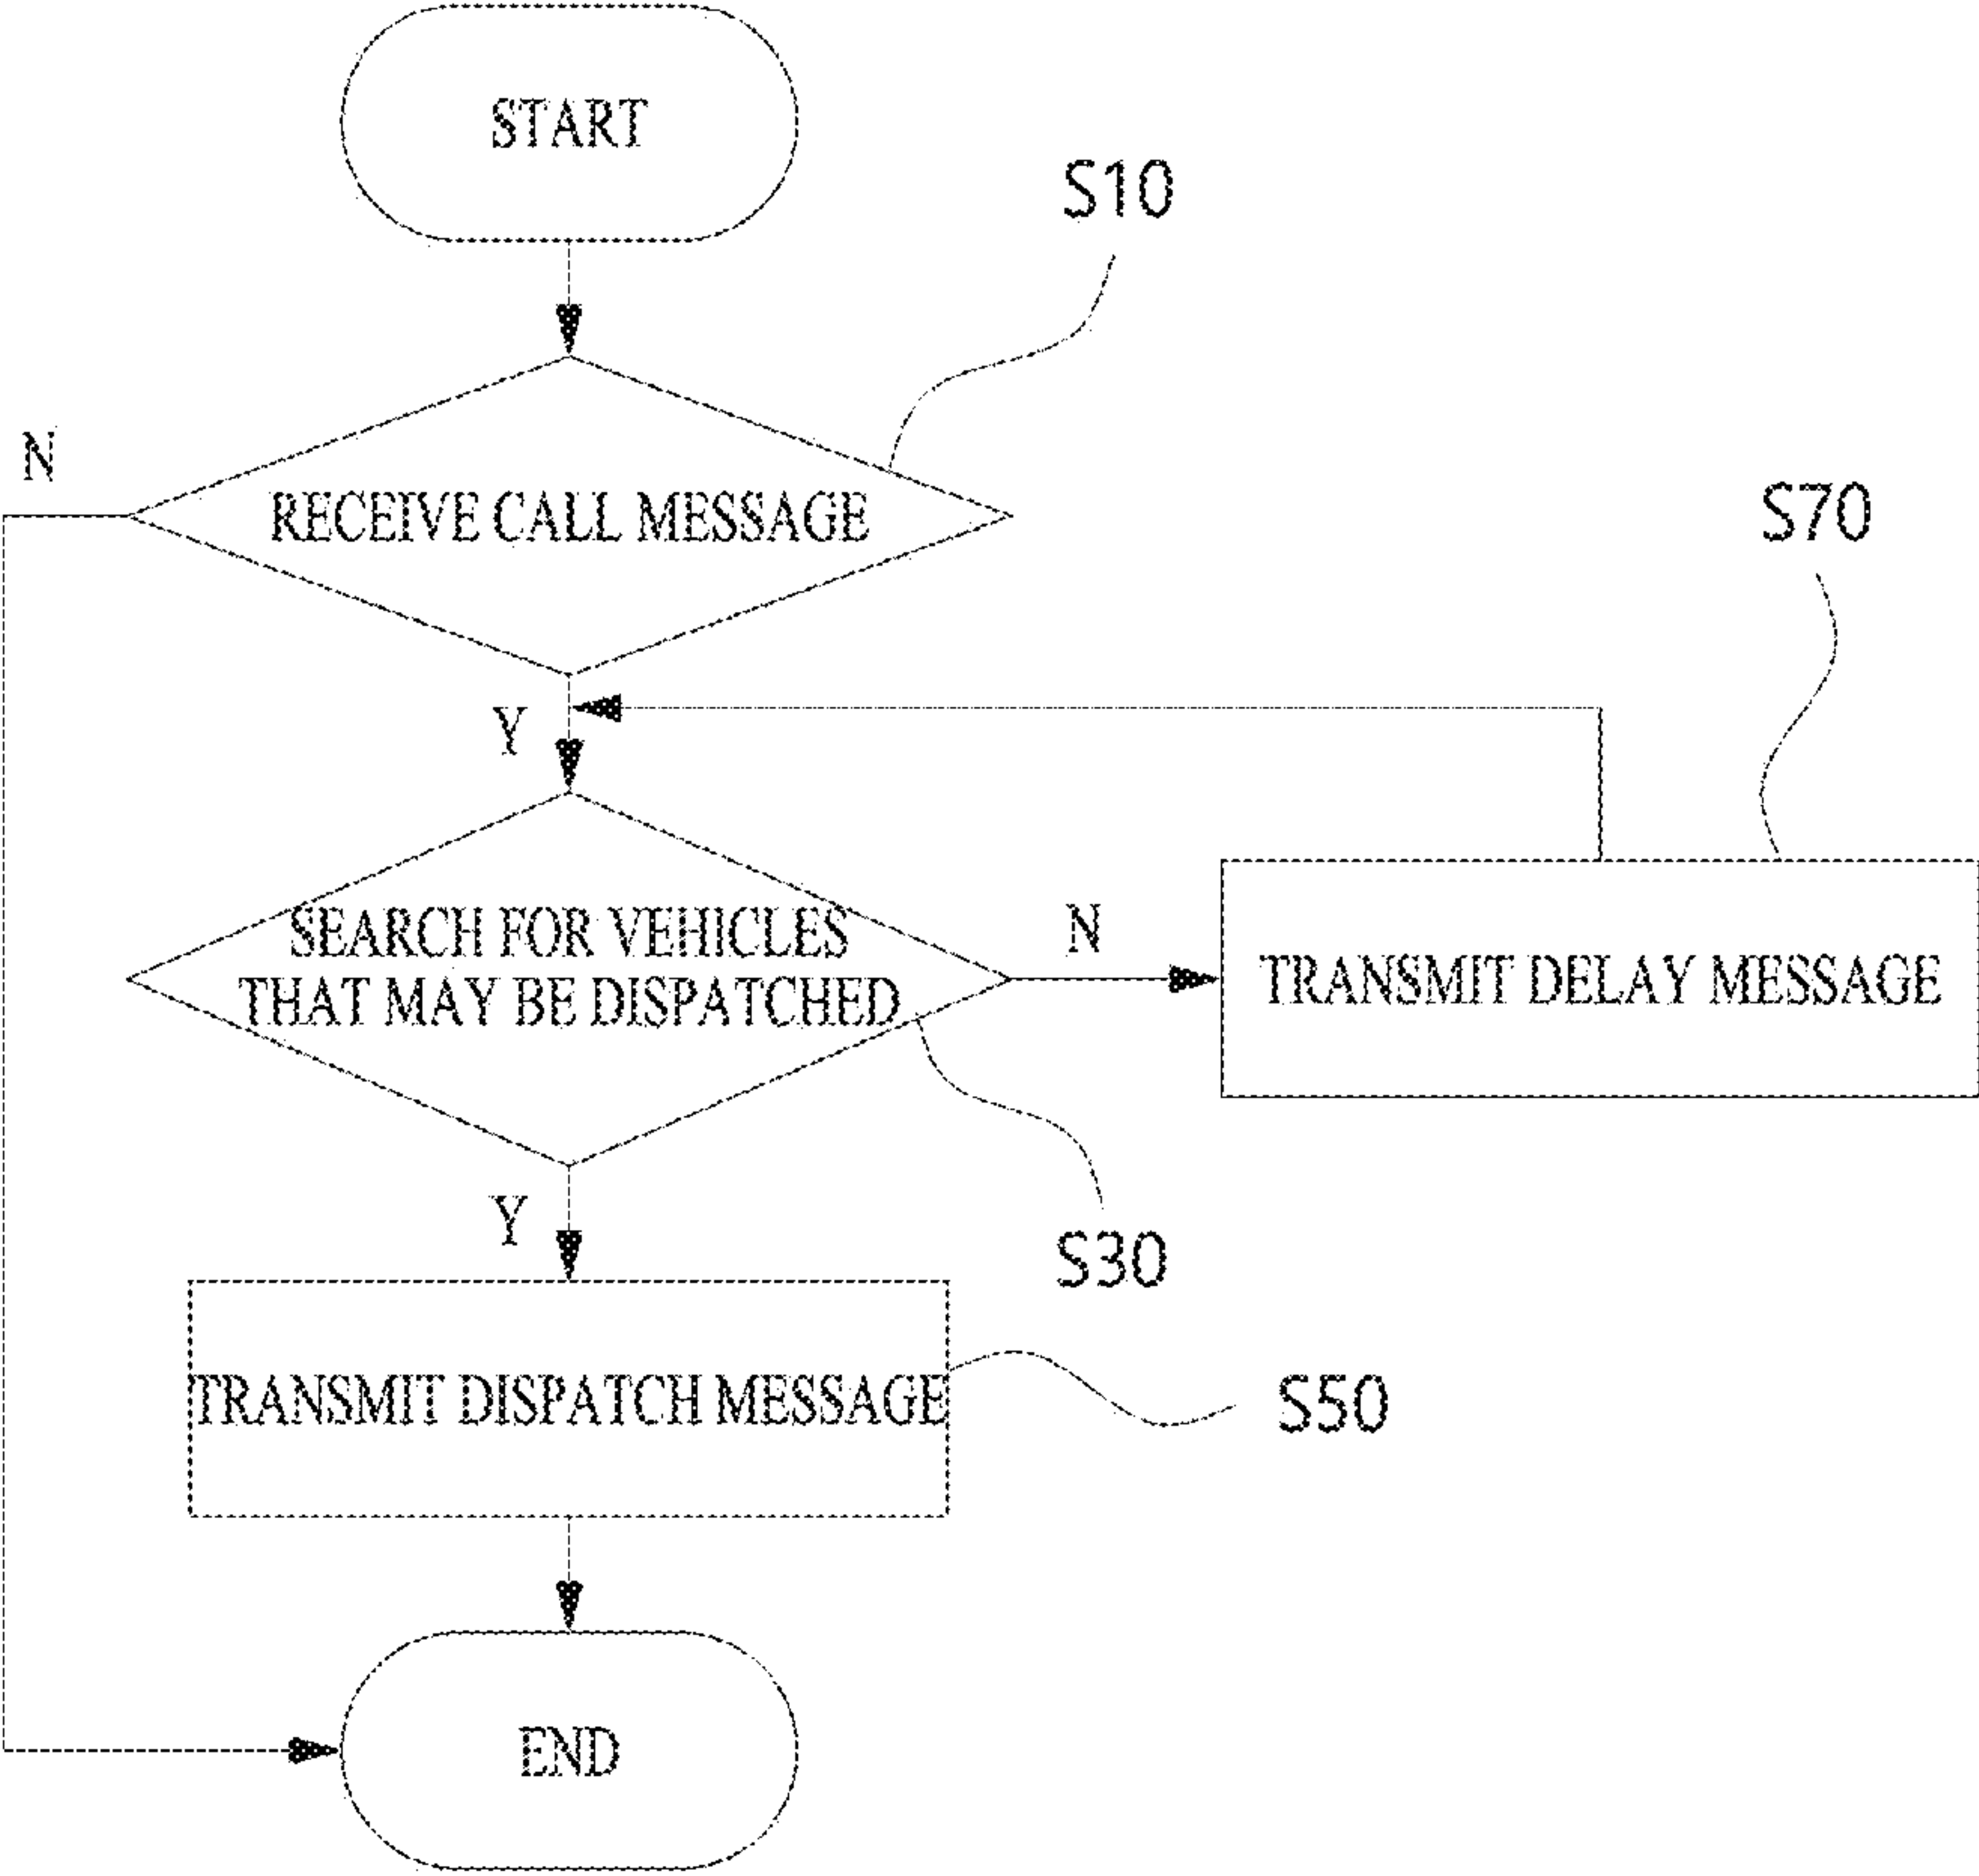 START
S10
N
RECEIVE CALL MESSAGE
S70
Y
SEARCH FOR VEHICLES
THAT MAY BE DISPATCHED
N
TRANSMIT DELAY MESSAGE
Y
S30
TRANSMIT DISPATCH MESSAGE
S50
END